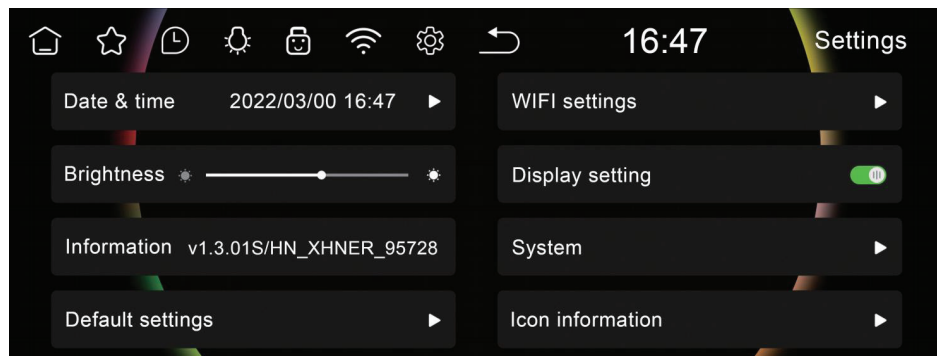 16:47 Settings
Date & time 2022/03/00 16:47
WIFI settings
Brightness
Display setting
Information v1.3.01S/HN_XHNER_95728
System
Default settings
Icon information